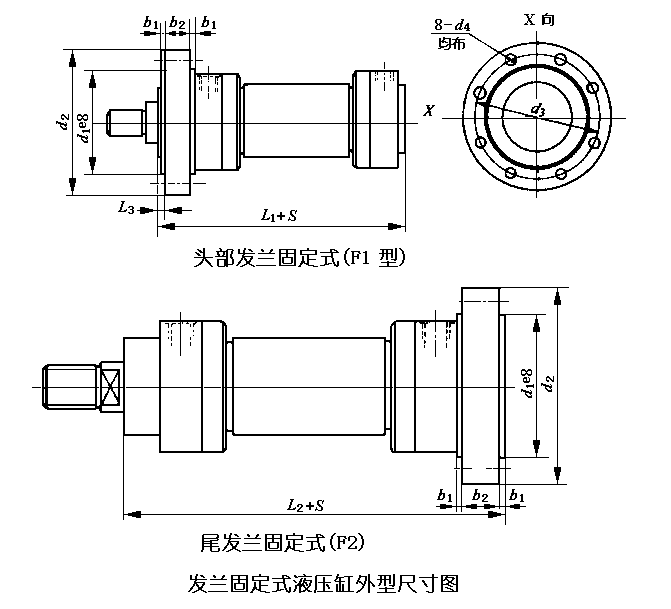 b1 b2 b1
X 向
8-d4
均布
d2
d1e8
X
d3
L3
L1+S
头部发兰固定式(F1 型)
d1e8
d2
b1 b2 b1
L2+S
尾发兰固定式(F2)
发兰固定式液压缸外型尺寸图